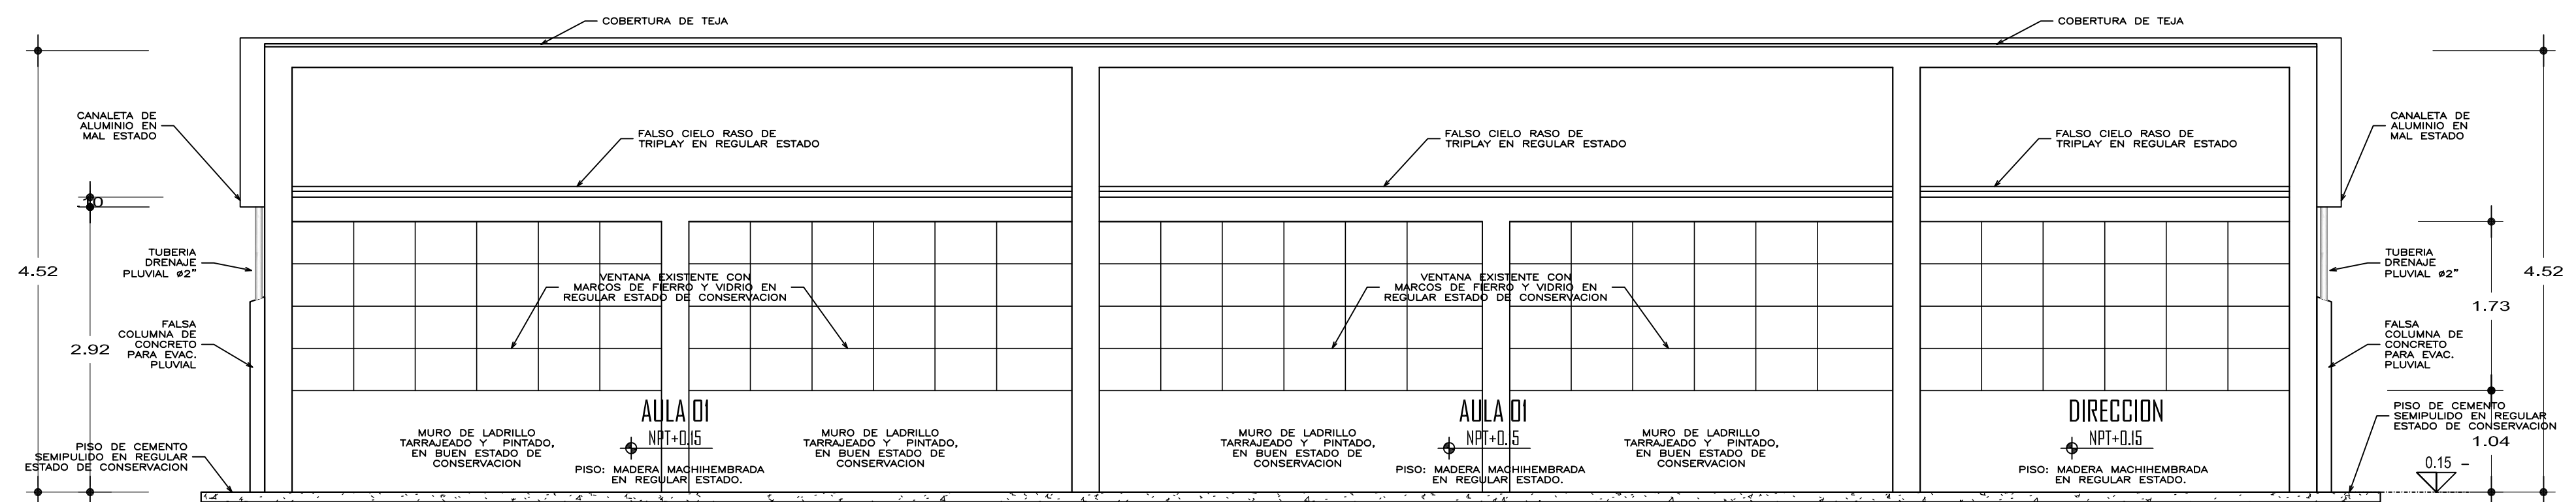 COBERTURA DE TEJA
COBERTURA DE TEJA
CANALETA DE
ALUMINIO EN
MAL ESTADO
FALSO CIELO RASO DE
TRIPLAY EN REGULAR ESTADO
FALSO CIELO RASO DE
TRIPLAY EN REGULAR ESTADO
FALSO CIELO RASO DE
TRIPLAY EN REGULAR ESTADO
CANALETA DE
ALUMINIO EN
MAL ESTADO
.10
4.52
TUBERIA
DRENAJE
PLUVIAL ø2"
VENTANA EXISTENTE CON
MARCOS DE FIERRO Y VIDRIO EN
REGULAR ESTADO DE CONSERVACION
VENTANA EXISTENTE CON
MARCOS DE FIERRO Y VIDRIO EN
REGULAR ESTADO DE CONSERVACION
TUBERIA
DRENAJE
PLUVIAL ø2"
4.52
1.73
2.92
FALSA
COLUMNA DE
CONCRETO
PARA EVAC.
PLUVIAL
FALSA
COLUMNA DE
CONCRETO
PARA EVAC.
PLUVIAL
PISO DE CEMENTO
SEMIPULIDO EN REGULAR
ESTADO DE CONSERVACION
MURO DE LADRILLO
TARRAJEADO Y PINTADO,
EN BUEN ESTADO DE
CONSERVACION
AULA 01
NPT+0.15
PISO: MADERA MACHIHEMBRADA
EN REGULAR ESTADO.
MURO DE LADRILLO
TARRAJEADO Y PINTADO,
EN BUEN ESTADO DE
CONSERVACION
MURO DE LADRILLO
TARRAJEADO Y PINTADO,
EN BUEN ESTADO DE
CONSERVACION
AULA 01
NPT+0.15
PISO: MADERA MACHIHEMBRADA
EN REGULAR ESTADO.
MURO DE LADRILLO
TARRAJEADO Y PINTADO,
EN BUEN ESTADO DE
CONSERVACION
DIRECCION
NPT+0.15
PISO: MADERA MACHIHEMBRADA
EN REGULAR ESTADO.
PISO DE CEMENTO
SEMIPULIDO EN REGULAR
ESTADO DE CONSERVACION
1.04
0.15 -